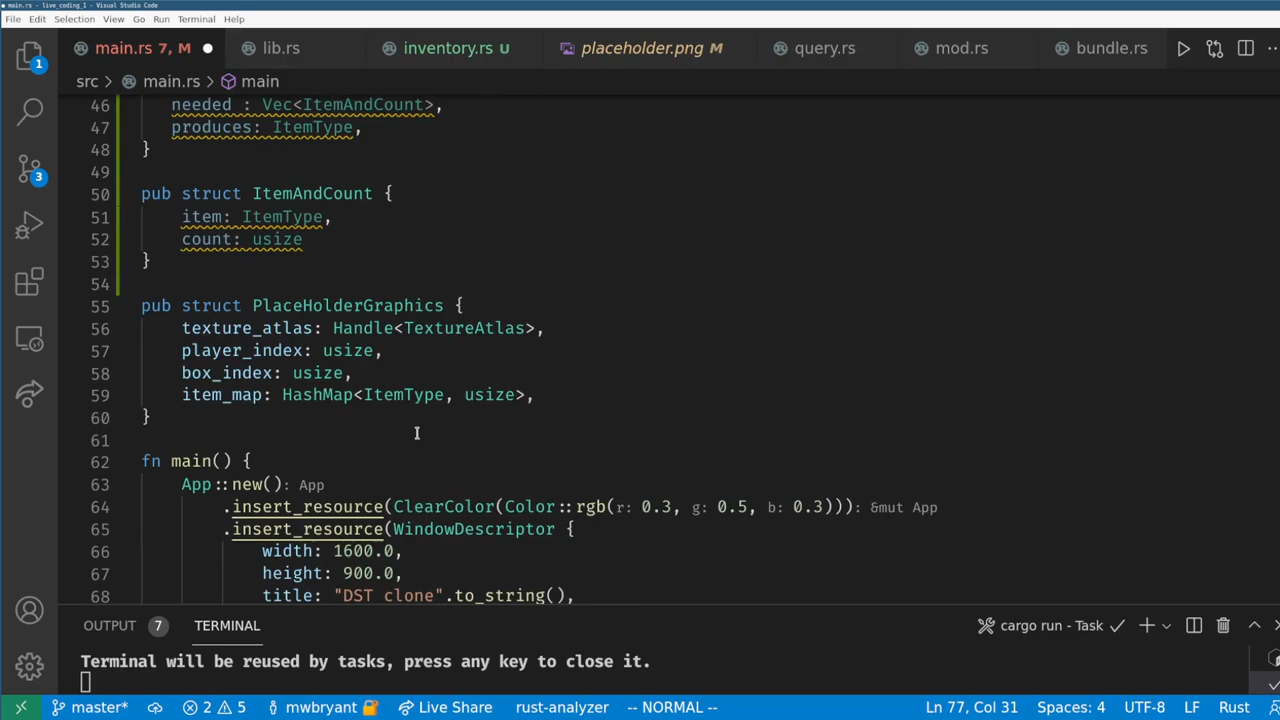 main.rs - live_coding_1 - Visual Studio Code
File Edit Selection View Go Run Terminal Help
main.rs 7, M lib.rs inventory.rs U placeholder.png M query.rs mod.rs bundle.rs
src > main.rs > main
46 needed : Vec<ItemAndCount>,
47 produces: ItemType,
48 }
49
50 pub struct ItemAndCount {
51 item: ItemType,
52 count: usize
53 }
54
55 pub struct PlaceHolderGraphics {
56 texture_atlas: Handle<TextureAtlas>,
57 player_index: usize,
58 box_index: usize,
59 item_map: HashMap<ItemType, usize>,
60 }
61
62 fn main() {
63 App::new(): App
64 .insert_resource(ClearColor(Color::rgb(r: 0.3, g: 0.5, b: 0.3))): &mut App
65 .insert_resource(WindowDescriptor {
66 width: 1600.0,
67 height: 900.0,
68 title: "DST clone".to_string(),
OUTPUT 7 TERMINAL cargo run - Task
Terminal will be reused by tasks, press any key to close it.
master* 2 5 mwbryant Live Share rust-analyzer -- NORMAL -- Ln 77, Col 31 Spaces: 4 UTF-8 LF Rust
1
3